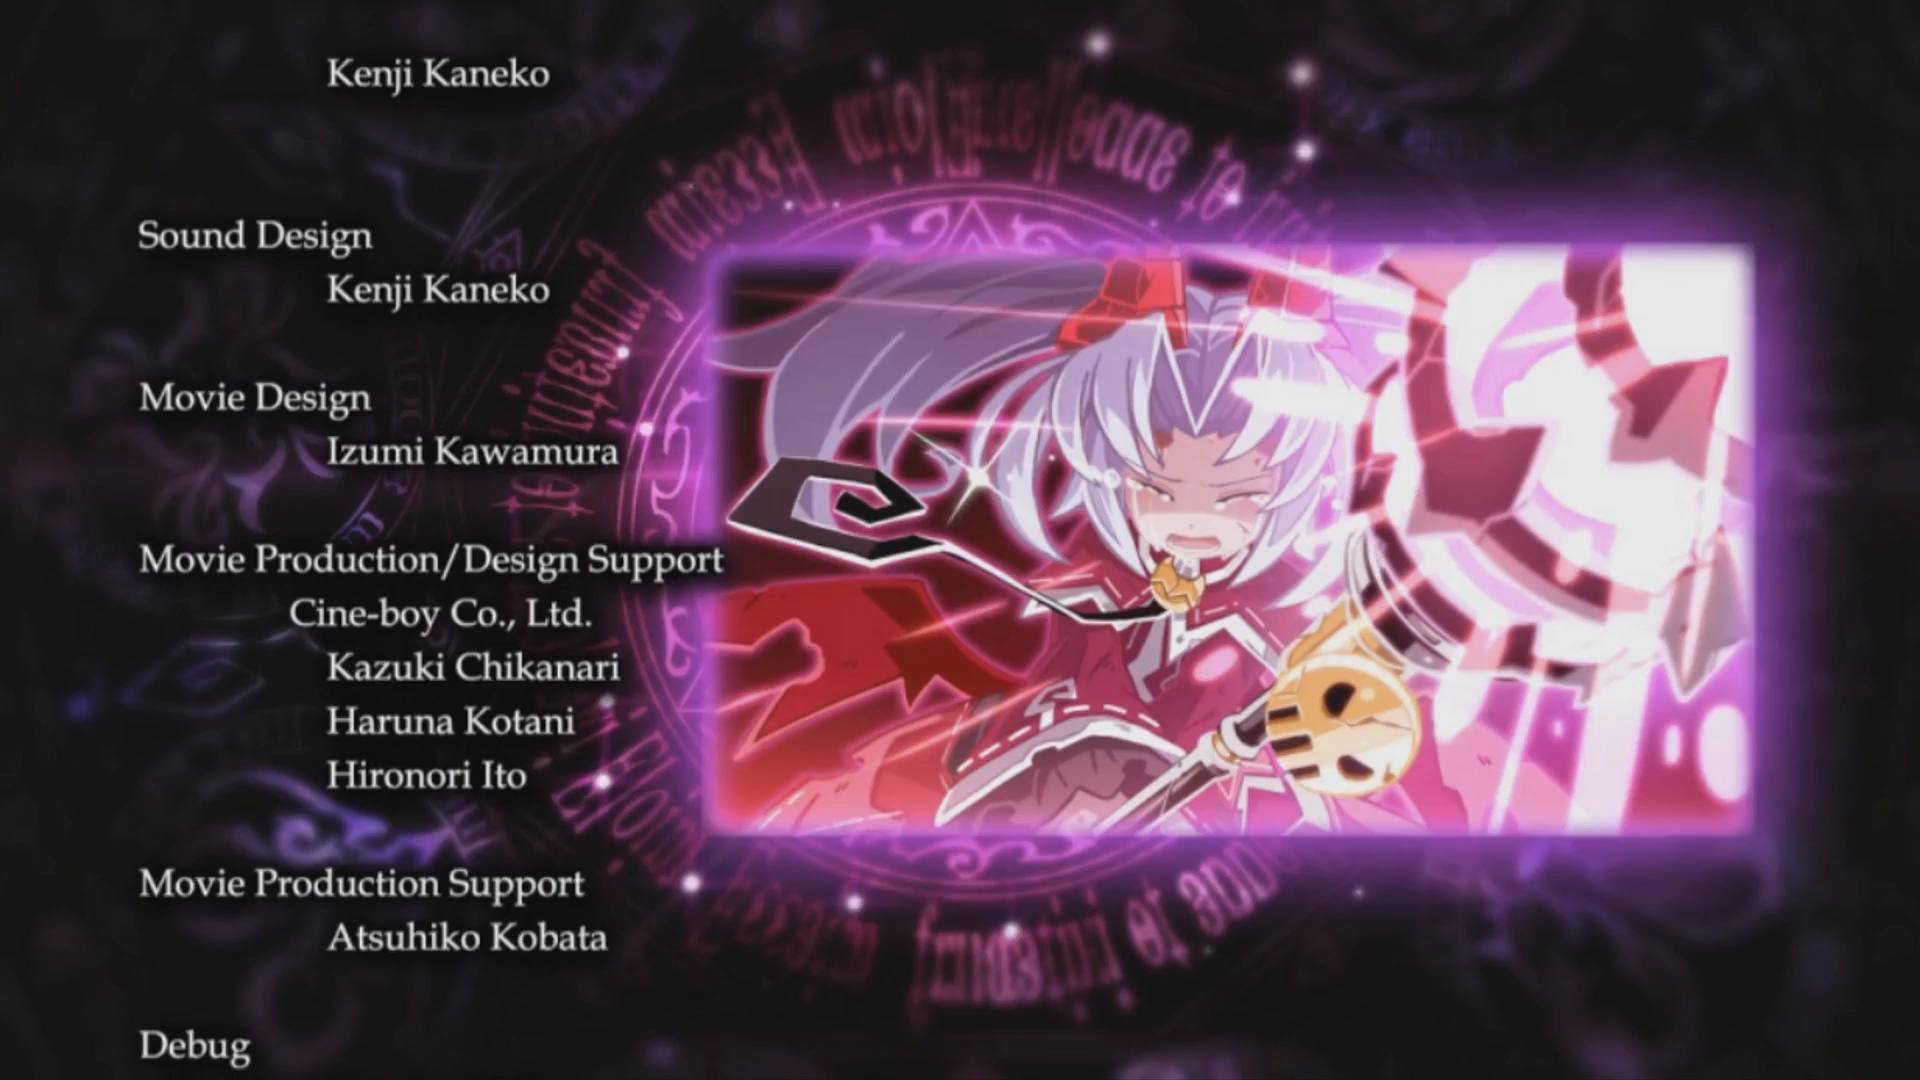 Kenji Kaneko
Sound Design
Kenji Kaneko
Movie Design
Izumi Kawamura
Movie Production/Design Support
Cine-boy Co., Ltd.
Kazuki Chikanari
Haruna Kotani
Hironori Ito
Movie Production Support
Atsuhiko Kobata
Debug